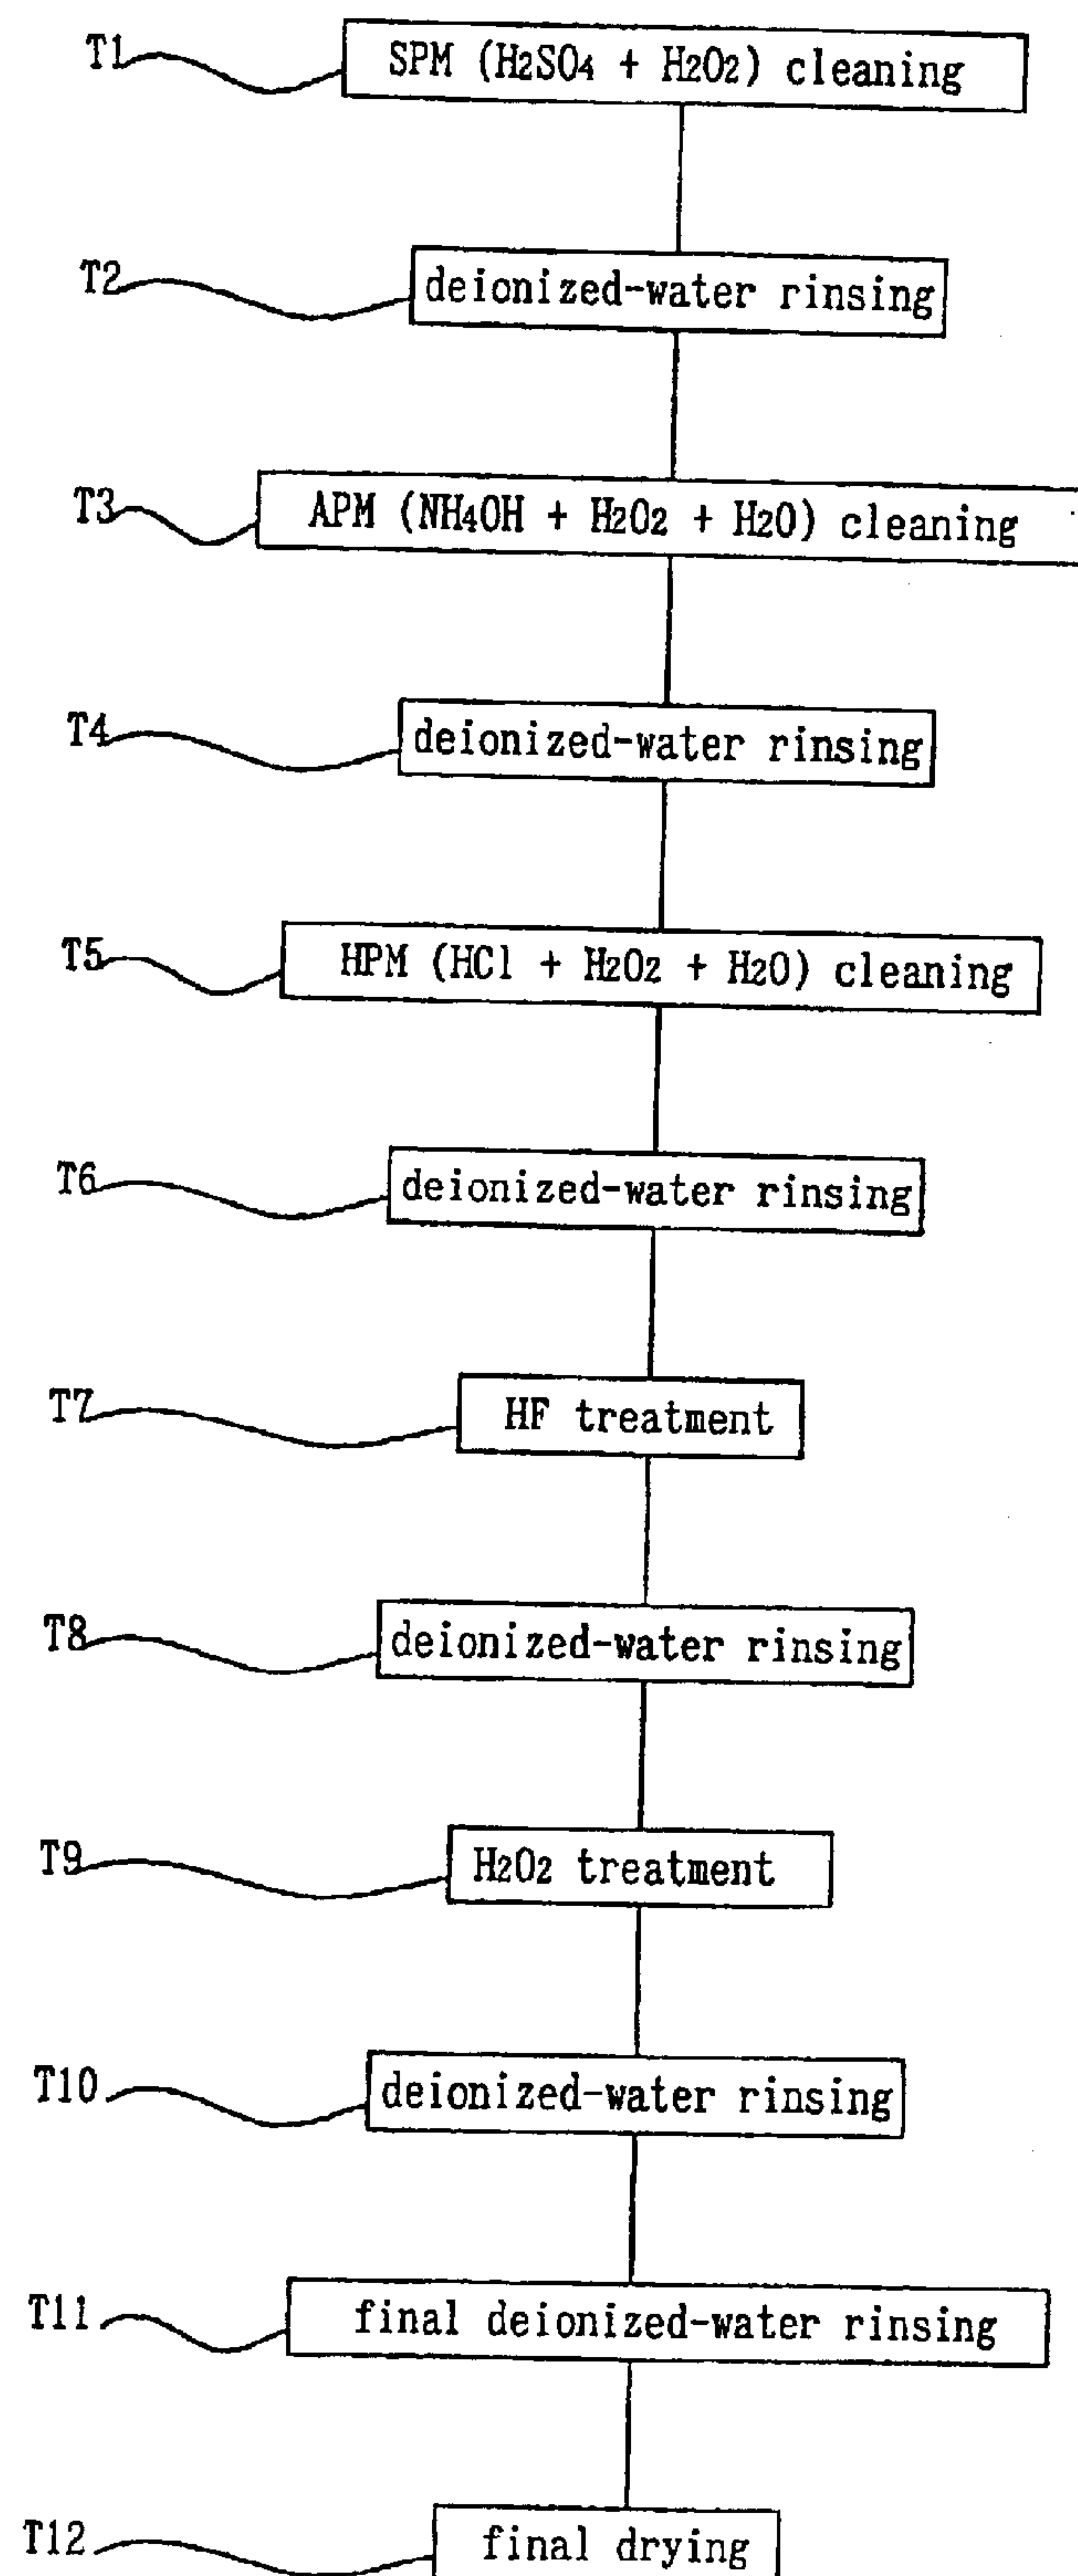 T1 SPM (H2SO4 + H2O2) cleaning
T2 deionized-water rinsing
T3 APM (NH4OH + H2O2 + H2O) cleaning
T4 deionized-water rinsing
T5 HPM (HCl + H2O2 + H2O) cleaning
T6 deionized-water rinsing
T7 HF treatment
T8 deionized-water rinsing
T9 H2O2 treatment
T10 deionized-water rinsing
T11 final deionized-water rinsing
T12 final drying